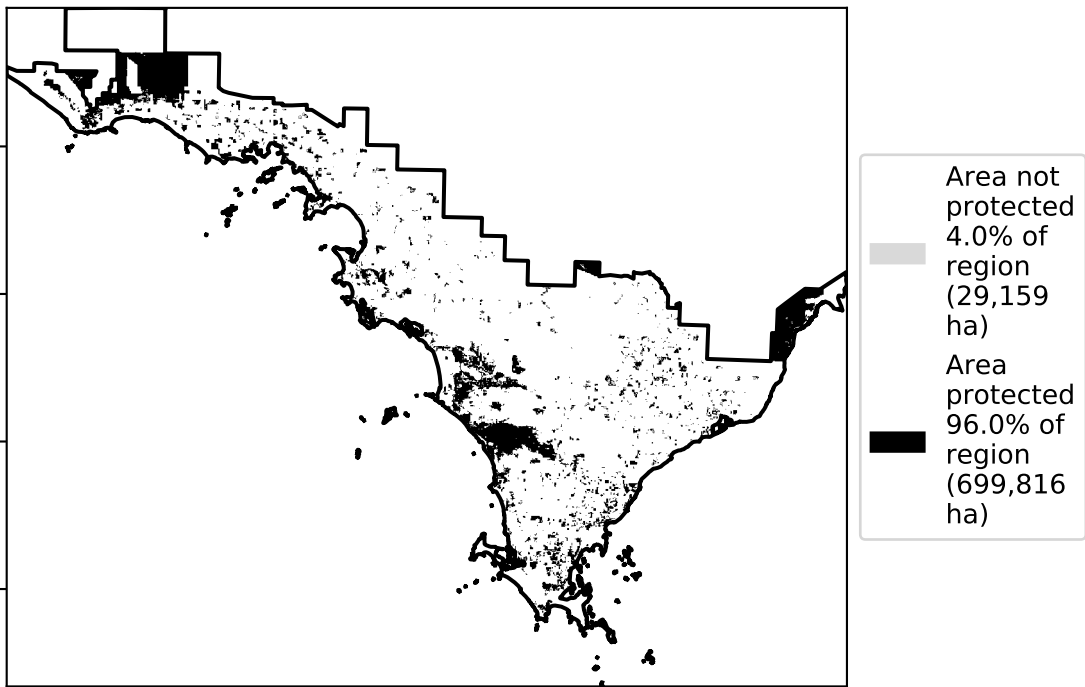 Area not
protected
4.0% of
region
(29,159
ha)
Area
protected
96.0% of
region
(699,816
ha)